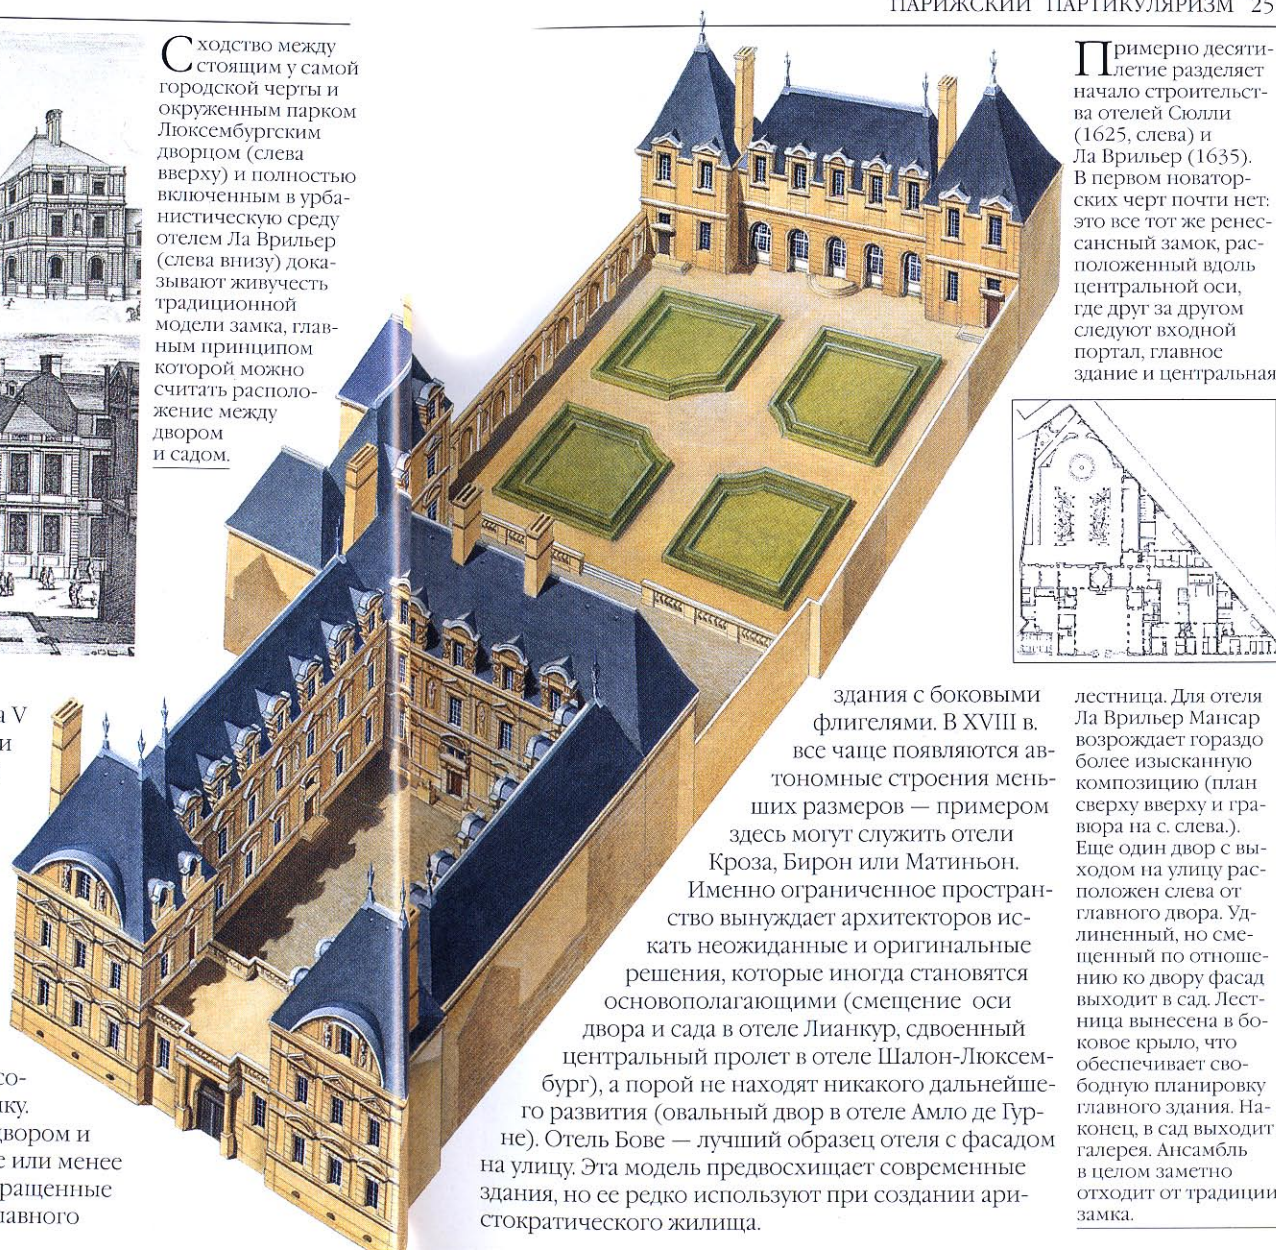 ПАРИЖСКИЙ ПАРТИКУЛЯРИЗМ 25
Сходство между
стоящим у самой
городской черты и
окруженным парком
Люксембургским
дворцом (слева
вверху) и полностью
включенным в урба-
нистическую среду
отелем Ла Врильер
(слева внизу) дока-
зывают живучесть
традиционной
модели замка, глав-
ным принципом
которой можно
считать располо-
жение между
двором
и садом.
Примерно десяти-
летие разделяет
начало строительст-
ва отелей Сюлли
(1625, слева) и
Ла Врильер (1635).
В первом новатор-
ских черт почти нет:
это все тот же ренес-
сансный замок, рас-
положенный вдоль
центральной оси,
где друг за другом
следуют входной
портал, главное
здание и центральная
лестница. Для отеля
Ла Врильер Мансар
возрождает гораздо
более изысканную
композицию (план
сверху вверху и гра-
вюра на с. слева.).
Еще один двор с вы-
ходом на улицу рас-
положен слева от
главного двора. Уд-
линенный, но сме-
щенный по отноше-
нию ко двору фасад
выходит в сад. Лест-
ница вынесена в бо-
ковое крыло, что
обеспечивает сво-
бодную планировку
главного здания. На-
конец, в сад выходит
галерея. Ансамбль
в целом заметно
отходит от традиции
замка.
а V
и
со-
ку.
двором и
е или менее
ращенные
лавного
здания с боковыми
флигелями. В XVIII в.
все чаще появляются ав-
тономные строения мень-
ших размеров — примером
здесь могут служить отели
Кроза, Бирон или Матиньон.
Именно ограниченное простран-
ство вынуждает архитекторов ис-
кать неожиданные и оригинальные
решения, которые иногда становятся
основополагающими (смещение оси
двора и сада в отеле Лианкур, сдвоенный
центральный пролет в отеле Шалон-Люксем-
бург), а порой не находят никакого дальнейше-
го развития (овальный двор в отеле Амло де Гур-
не). Отель Бове — лучший образец отеля с фасадом
на улицу. Эта модель предвосхищает современные
здания, но ее редко используют при создании ари-
стократического жилища.